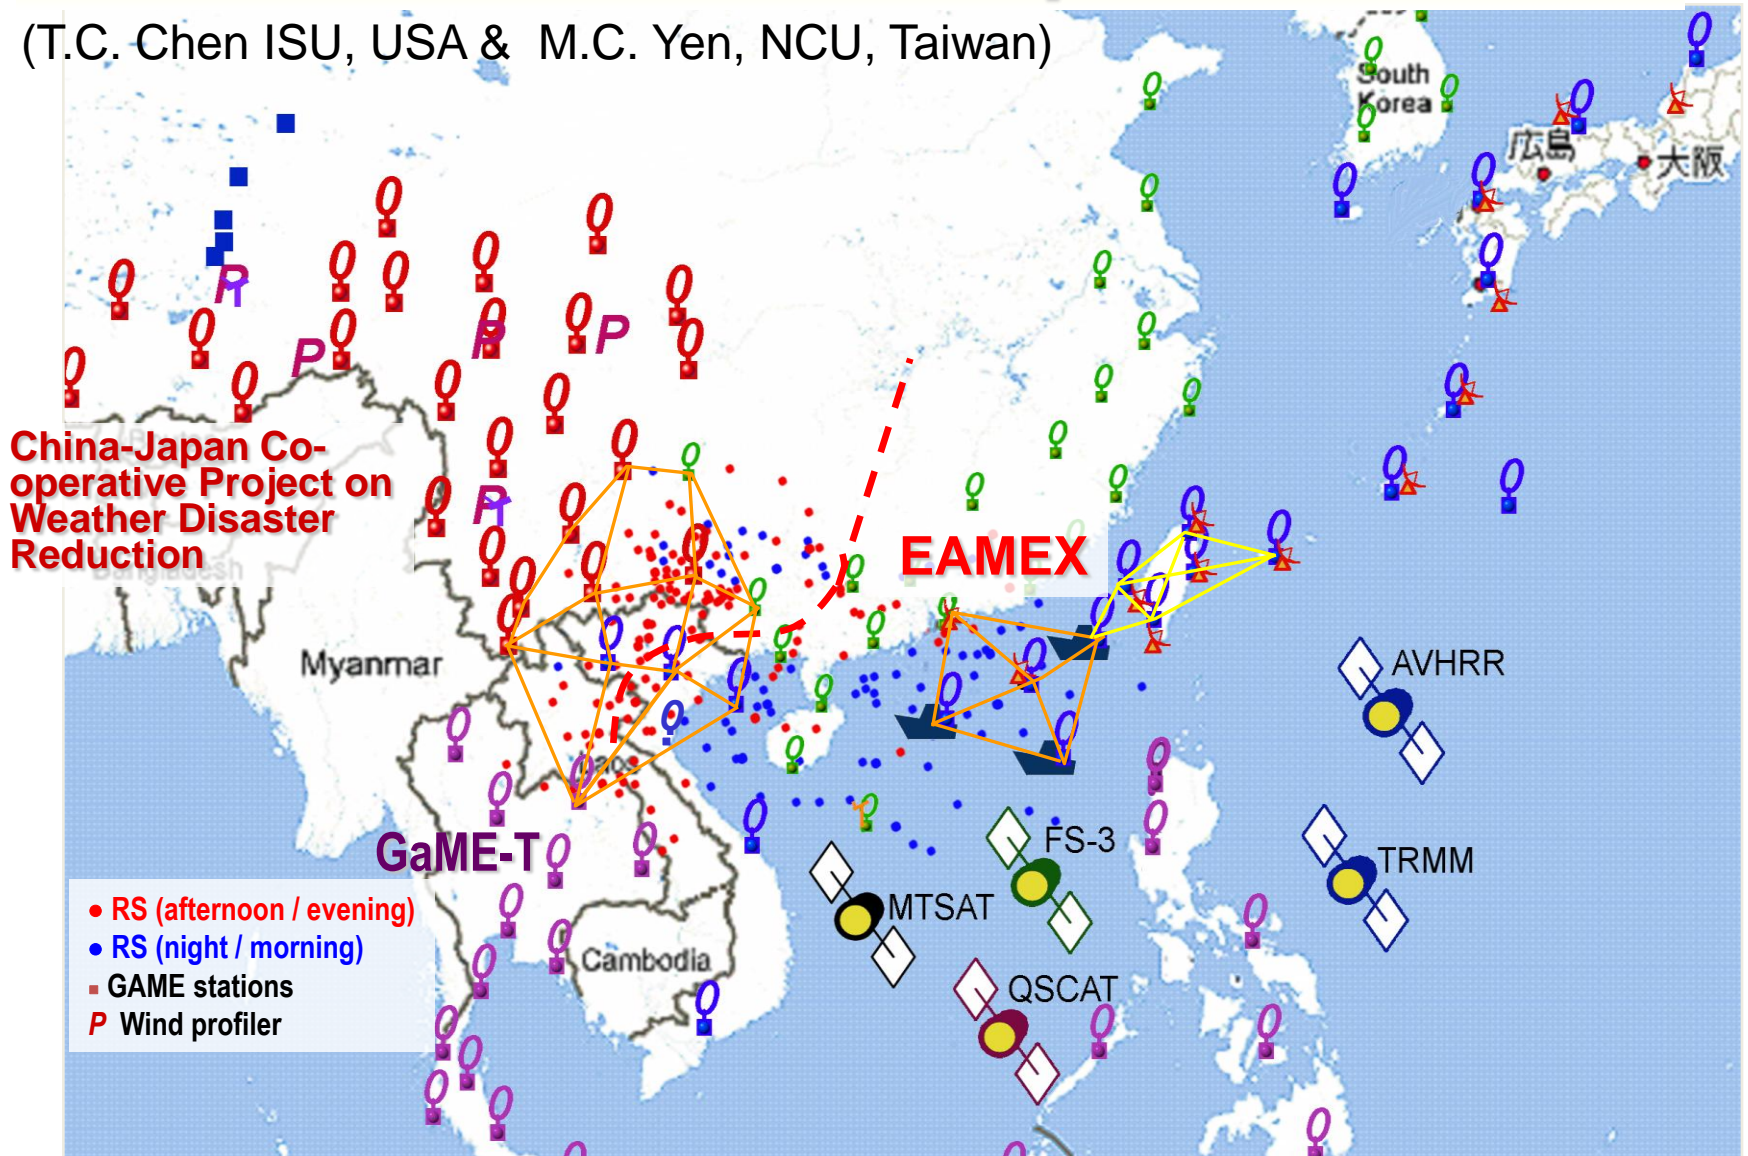 (T.C. Chen ISU, USA & M.C. Yen, NCU, Taiwan)
South
Korea
広島
大阪
P
P
P
P
China-Japan Co-
operative Project on
Weather Disaster
Reduction
P
Bangladesh
EAMEX
Myanmar
AVHRR
Laos
GaME-T
FS-3
TRMM
MTSAT
RS (afternoon / evening)
RS (night / morning)
GAME stations
P Wind profiler
Cambodia
QSCAT